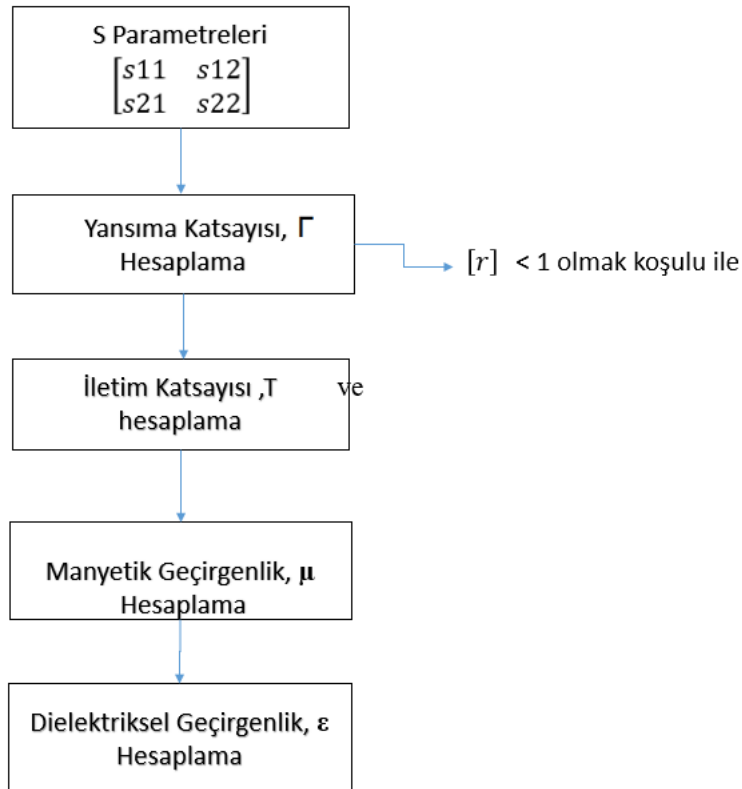 S Parametreleri
[s11 s12
s21 s22]
Yansıma Katsayısı, Γ
Hesaplama
[r] < 1 olmak koşulu ile
İletim Katsayısı ,T ve
hesaplama
Manyetik Geçirgenlik, μ
Hesaplama
Dielektriksel Geçirgenlik, ε
Hesaplama